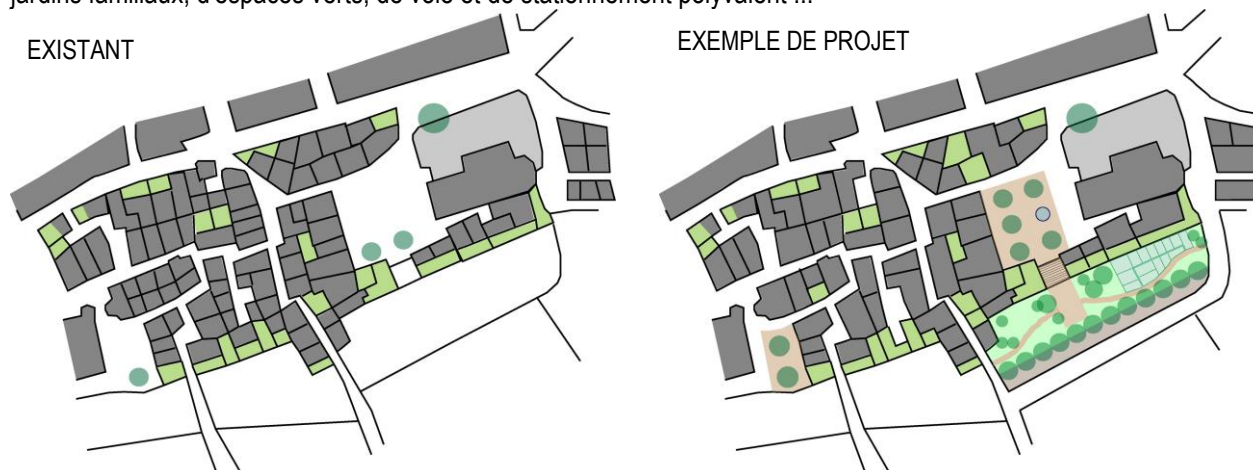 jardins familiaux, d'espaces verts, de voie et de stationnement polyvalent ...
EXISTANT
EXEMPLE DE PROJET